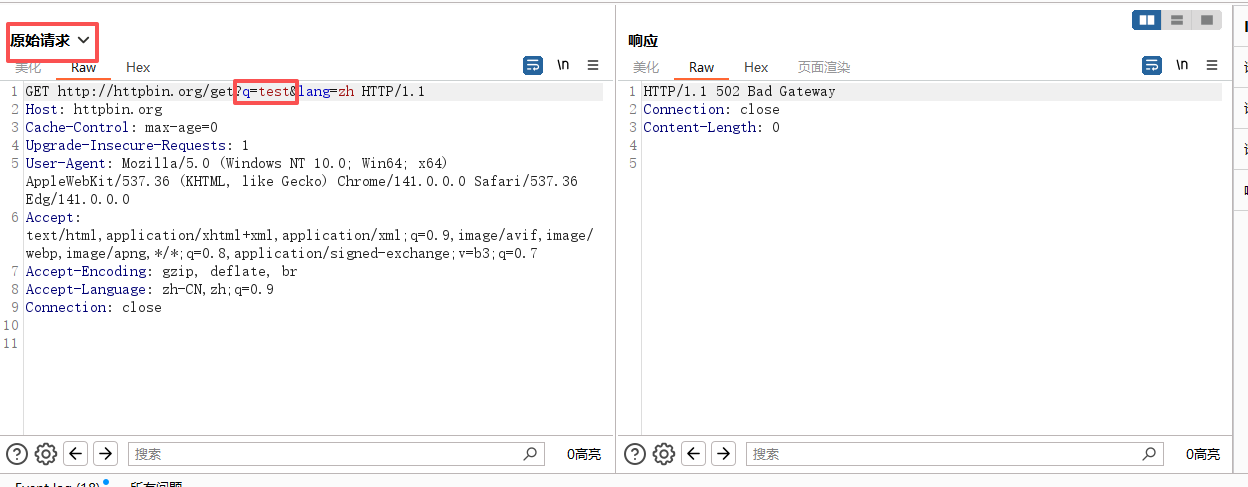 原始请求
美化 Raw Hex \n
1 GET http://httpbin.org/get?q=test&lang=zh HTTP/1.1
2 Host: httpbin.org
3 Cache-Control: max-age=0
4 Upgrade-Insecure-Requests: 1
5 User-Agent: Mozilla/5.0 (Windows NT 10.0; Win64; x64)
AppleWebKit/537.36 (KHTML, like Gecko) Chrome/141.0.0.0 Safari/537.36
Edg/141.0.0.0
6 Accept:
text/html,application/xhtml+xml,application/xml;q=0.9,image/avif,image/
webp,image/apng,*/*;q=0.8,application/signed-exchange;v=b3;q=0.7
7 Accept-Encoding: gzip, deflate, br
8 Accept-Language: zh-CN,zh;q=0.9
9 Connection: close
10
11
搜索 0高亮
响应
美化 Raw Hex 页面渲染 \n
1 HTTP/1.1 502 Bad Gateway
2 Connection: close
3 Content-Length: 0
4
5
搜索 0高亮
Event log (18) 所有问题